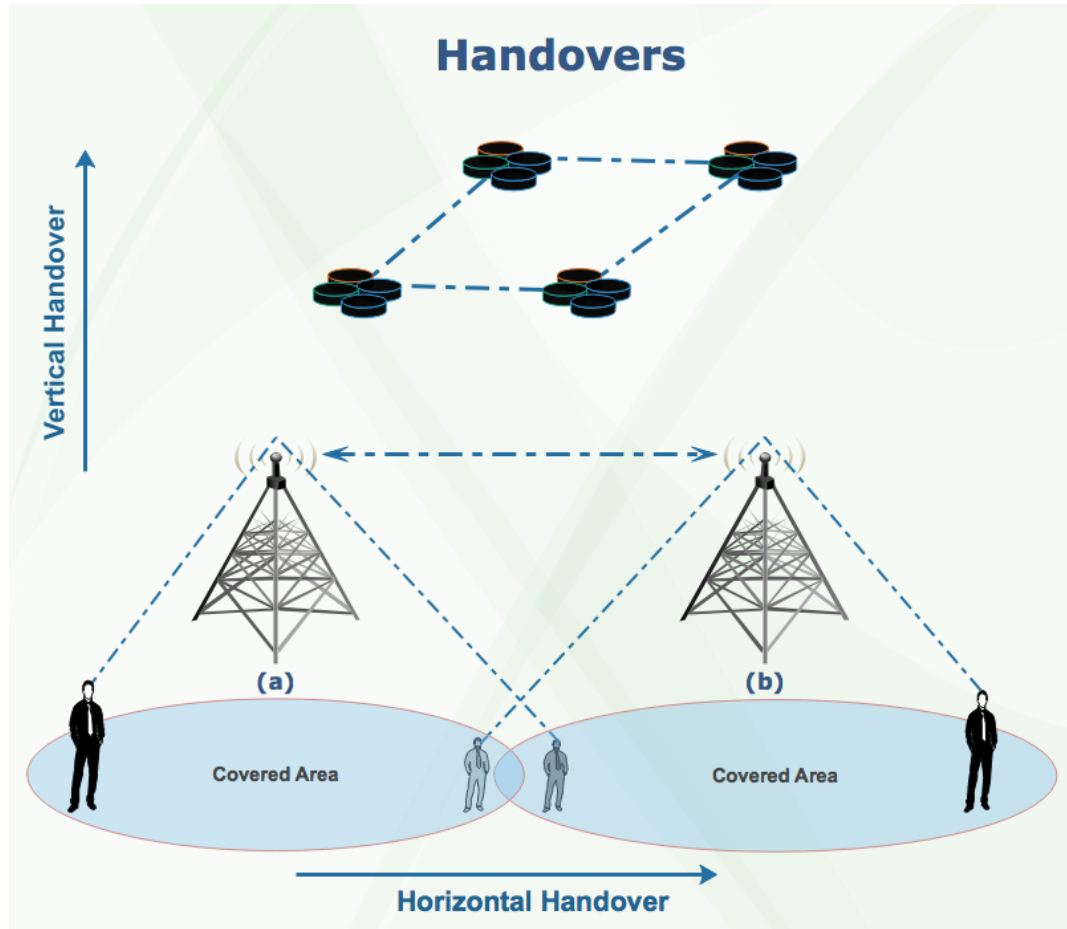 Handovers
Vertical Handover
(a)
(b)
Covered Area
Covered Area
Horizontal Handover